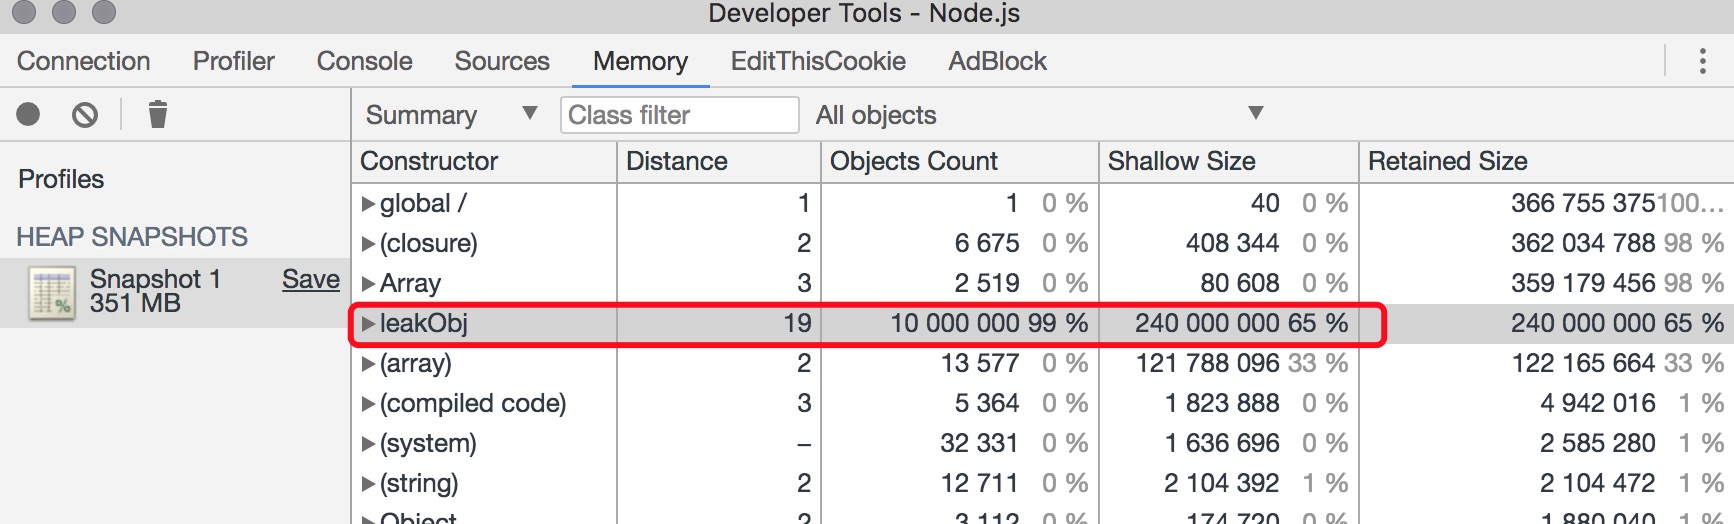 Developer Tools - Node.js
Connection Profiler Console Sources Memory EditThisCookie AdBlock
Summary Class filter All objects
Profiles
HEAP SNAPSHOTS
Snapshot 1 Save
351 MB
%
Constructor Distance Objects Count Shallow Size Retained Size
global / 1 1 0 % 40 0 % 366 755 375 100…
(closure) 2 6 675 0 % 408 344 0 % 362 034 788 98 %
Array 3 2 519 0 % 80 608 0 % 359 179 456 98 %
leakObj 19 10 000 000 99 % 240 000 000 65 % 240 000 000 65 %
(array) 2 13 577 0 % 121 788 096 33 % 122 165 664 33 %
(compiled code) 3 5 364 0 % 1 823 888 0 % 4 942 016 1 %
(system) – 32 331 0 % 1 636 696 0 % 2 585 280 1 %
(string) 2 12 711 0 % 2 104 392 1 % 2 104 472 1 %
Object 2 3 112 0 % 174 720 0 % 1 880 040 1 %